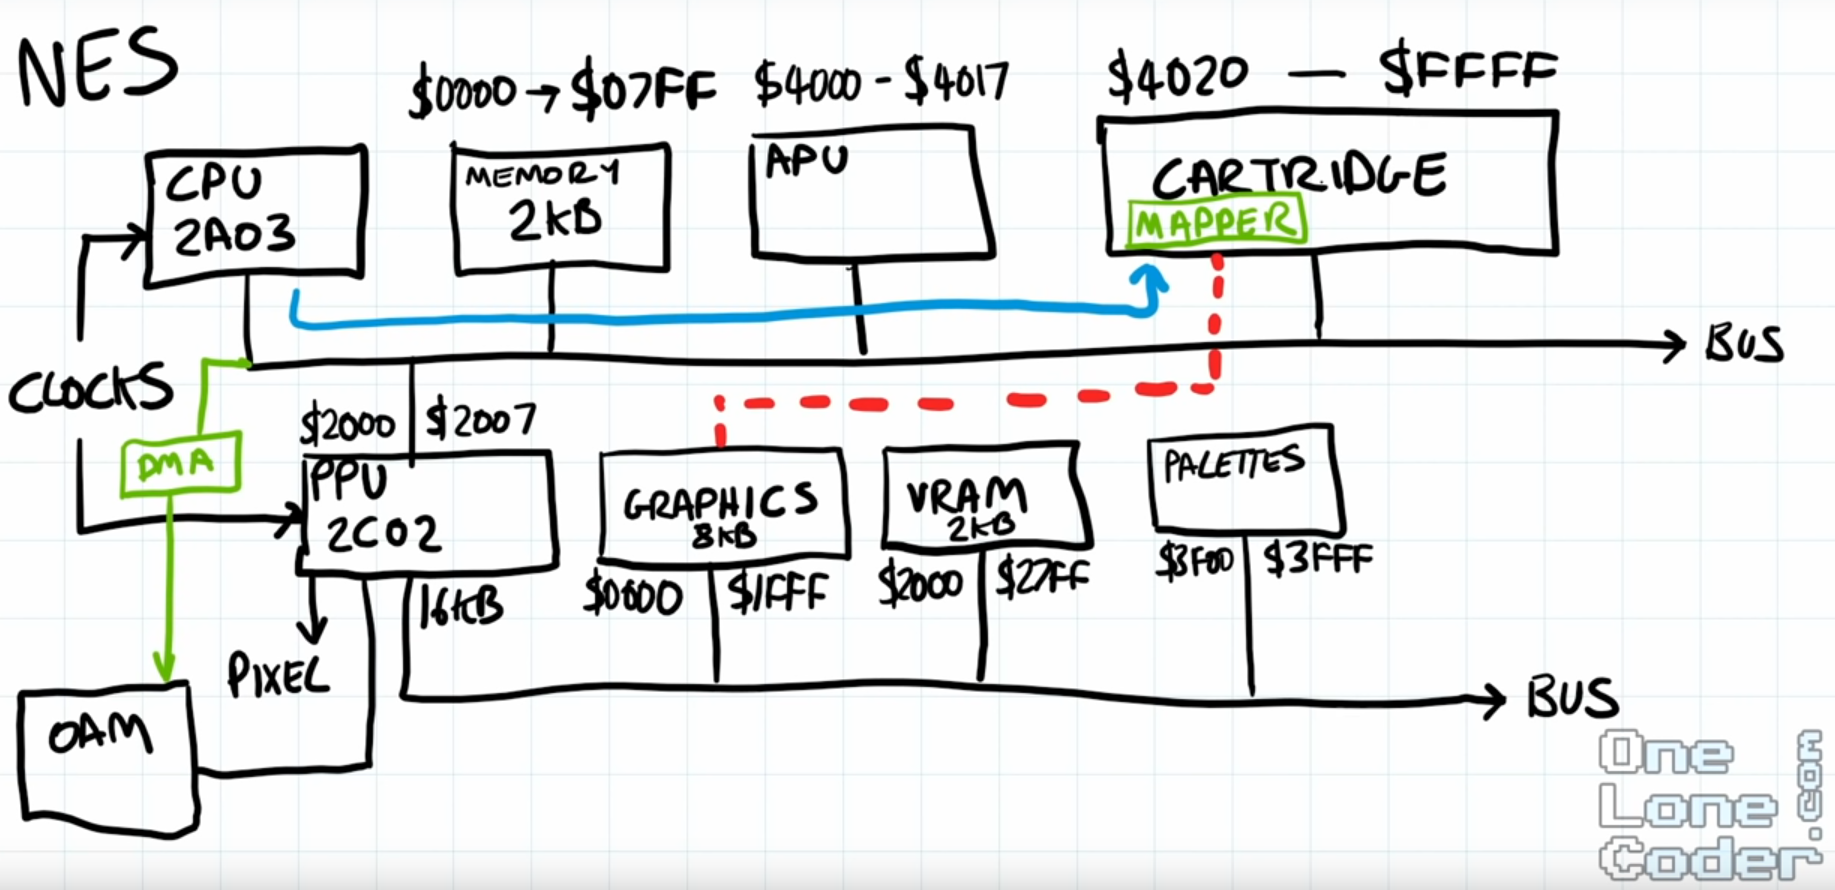 NES
$0000 → $07FF
$4000 - $4017
$4020 — $FFFF
CPU
2A03
MEMORY
2KB
APU
CARTRIDGE
MAPPER
BUS
CLOCKS
$2000 $2007
DMA
PPU
2C02
GRAPHICS
8KB
VRAM
2KB
PALETTES
16KB
$0000 $1FFF
$2000 $27FF
$3F00 $3FFF
PIXEL
OAM
BUS
One
Lone
Coder
.com